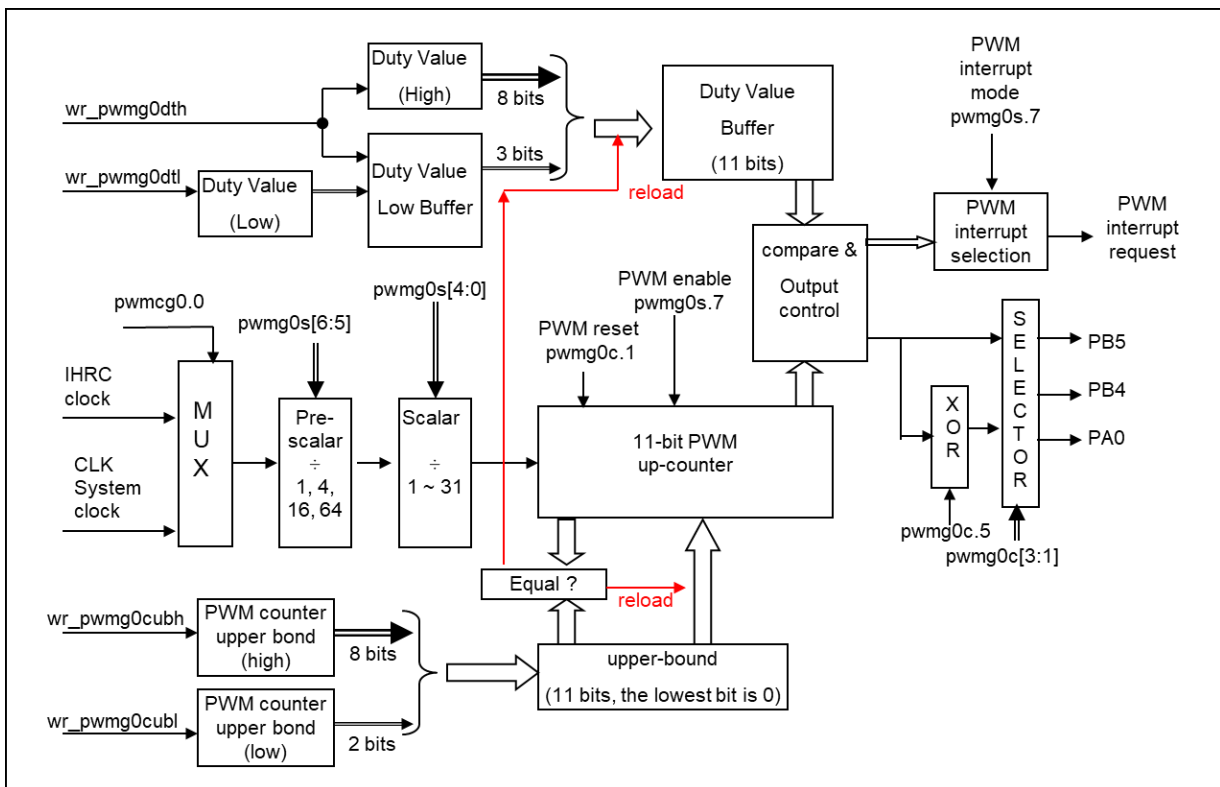 wr_pwmg0dth
wr_pwmg0dtl
Duty Value
(Low)
Duty Value
(High)
8 bits
Duty Value
Low Buffer
3 bits
reload
Duty Value
Buffer
(11 bits)
PWM
interrupt
mode
pwmg0s.7
PWM
interrupt
selection
PWM
interrupt
request
compare &
Output
control
pwmcg0.0
IHRC
clock
CLK
System
clock
M
U
X
pwmg0s[6:5]
Pre-
scalar
÷
1, 4,
16, 64
pwmg0s[4:0]
Scalar
÷
1 ~ 31
PWM reset
pwmg0c.1
PWM enable
pwmg0s.7
11-bit PWM
up-counter
XOR
pwmg0c.5
SELECTOR
pwmg0c[3:1]
PB5
PB4
PA0
Equal ?
reload
wr_pwmg0cubh
PWM counter
upper bond
(high)
8 bits
wr_pwmg0cubl
PWM counter
upper bond
(low)
2 bits
upper-bound
(11 bits, the lowest bit is 0)